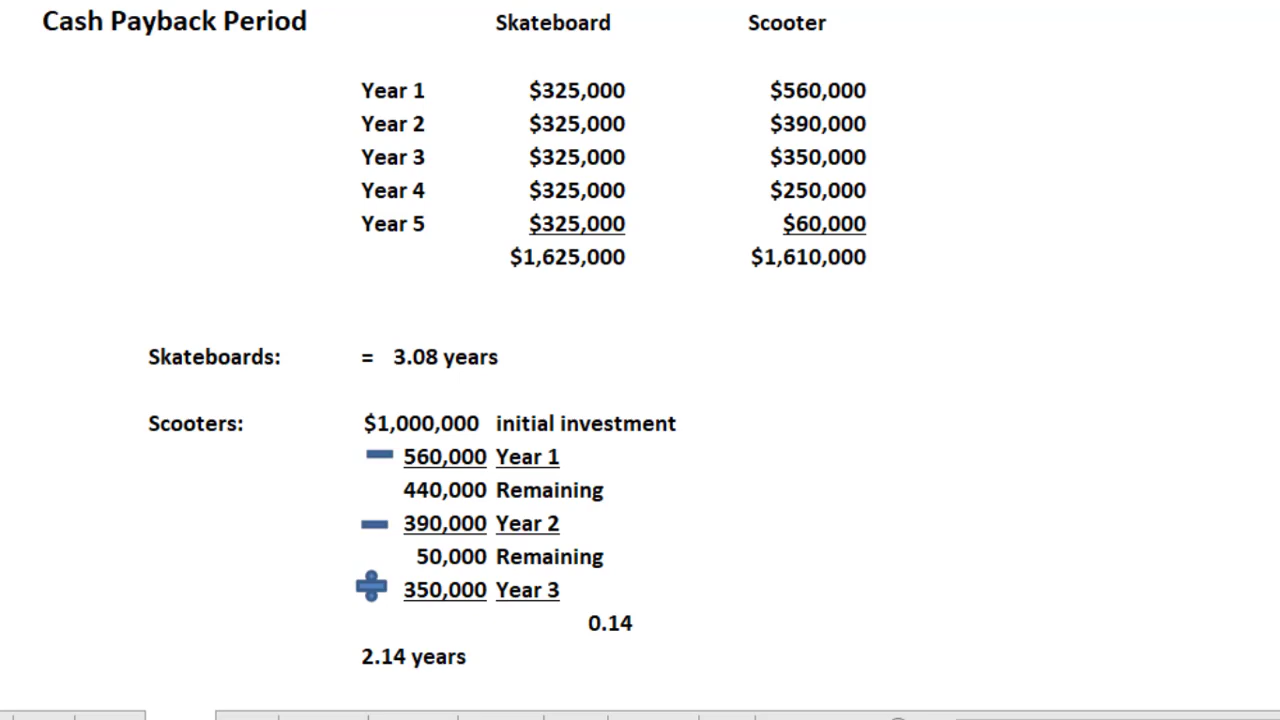 Cash Payback Period Skateboard Scooter
Year 1 $325,000 $560,000
Year 2 $325,000 $390,000
Year 3 $325,000 $350,000
Year 4 $325,000 $250,000
Year 5 $325,000 $60,000
$1,625,000 $1,610,000
Skateboards: = 3.08 years
Scooters: $1,000,000 initial investment
560,000 Year 1
440,000 Remaining
390,000 Year 2
50,000 Remaining
350,000 Year 3
0.14
2.14 years